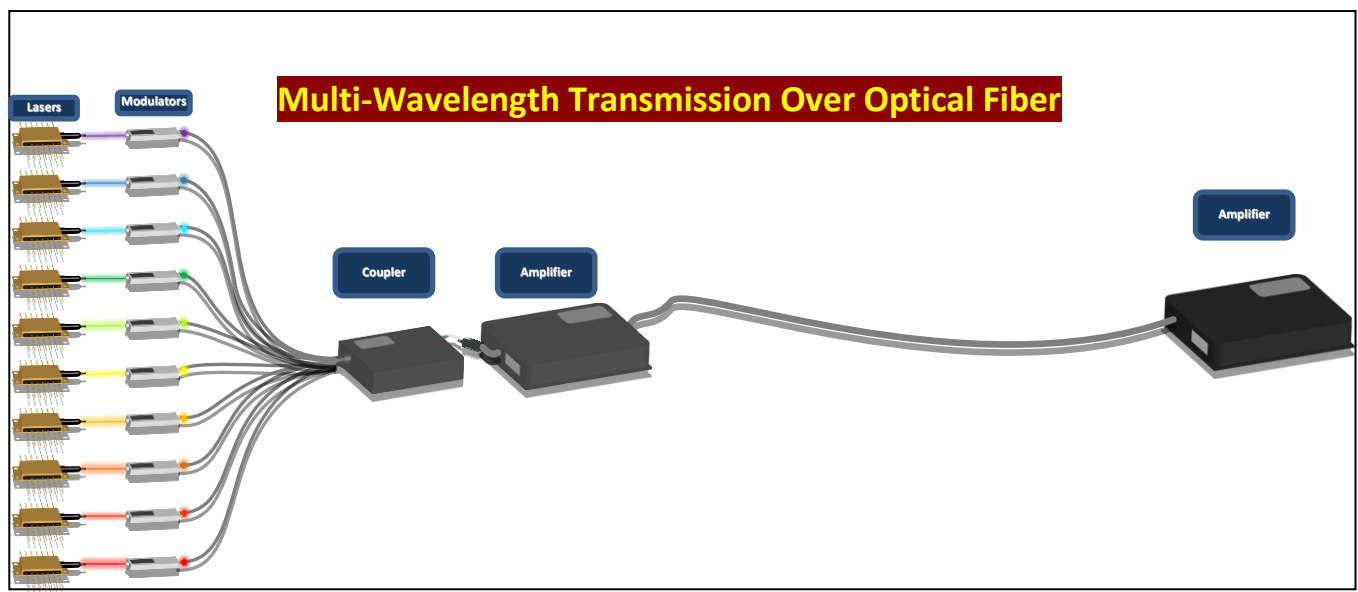 Multi-Wavelength Transmission Over Optical Fiber
Lasers
Modulators
Coupler
Amplifier
Amplifier